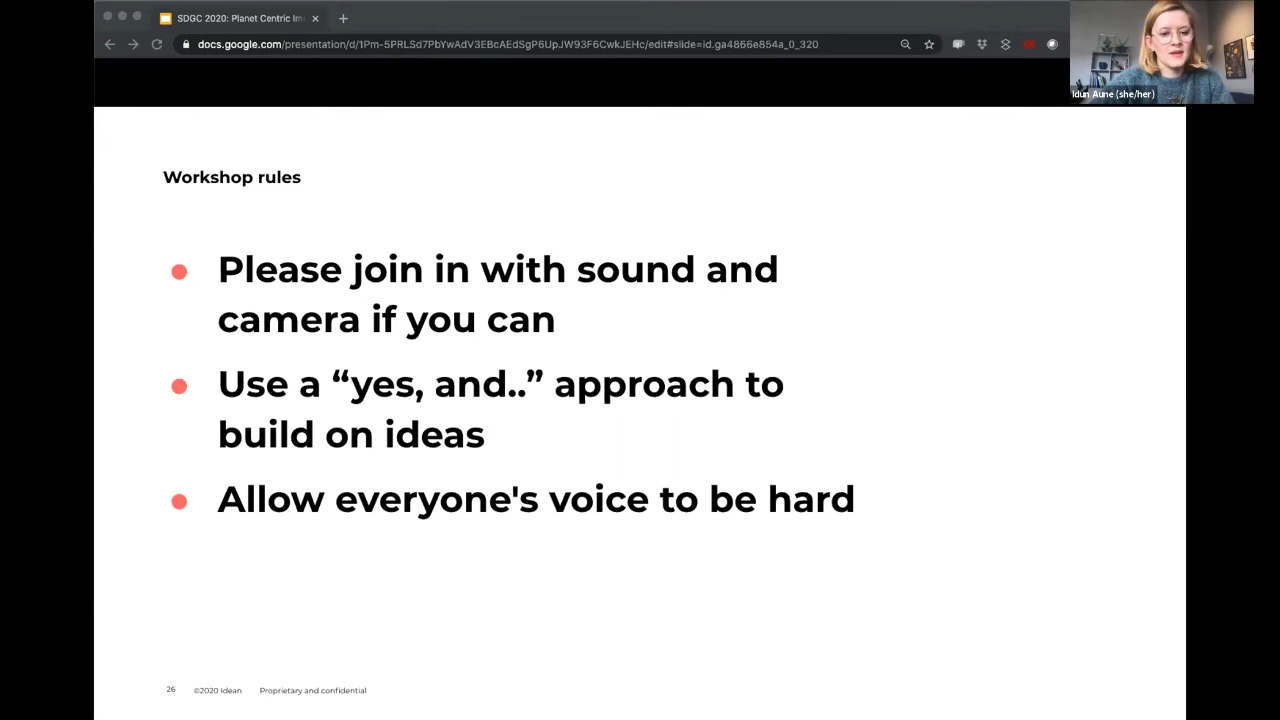 SDGC 2020: Planet Centric Im
docs.google.com/presentation/d/1Pm-5PRLSd7PbYwAdV3EBcAEdSgP6UpJW93F6CwkJEHc/edit#slide=id.ga4866e854a_0_320
Idun Aune (she/her)
Workshop rules
● Please join in with sound and
camera if you can
● Use a “yes, and..” approach to
build on ideas
● Allow everyone's voice to be hard
26 ©2020 Idean Proprietary and confidential